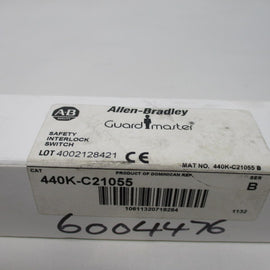 AB
Allen-Bradley
Guardmaster
SAFETY
INTERLOCK
SWITCH
LOT 4002128421 CE
MAT NO. 440K-C21055 B
CAT
PRODUCT OF DOMINICAN REP.
SER
440K-C21055
B
10611320718284
1132
6004476